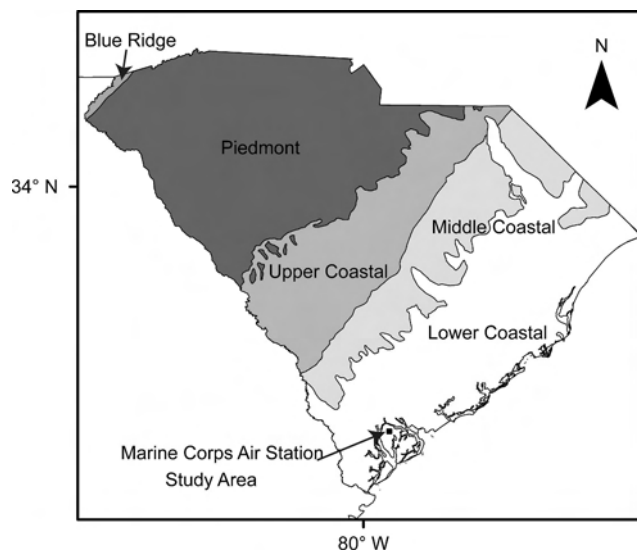 Blue Ridge
N
Piedmont
34° N
Middle Coastal
Upper Coastal
Lower Coastal
Marine Corps Air Station
Study Area
80° W